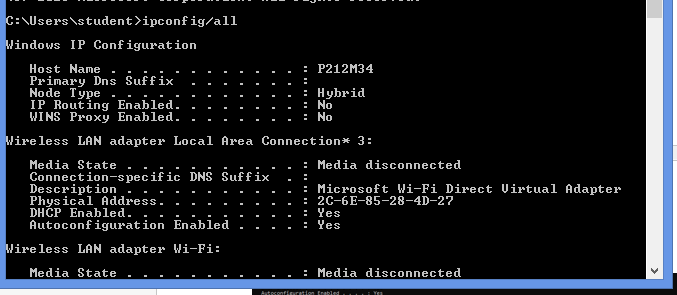 C:\Users\student>ipconfig/all
Windows IP Configuration
Host Name . . . . . . . . . . . . : P212M34
Primary Dns Suffix  . . . . . . . :
Node Type . . . . . . . . . . . . : Hybrid
IP Routing Enabled. . . . . . . . : No
WINS Proxy Enabled. . . . . . . . : No
Wireless LAN adapter Local Area Connection* 3:
Media State . . . . . . . . . . . : Media disconnected
Connection-specific DNS Suffix  . :
Description . . . . . . . . . . . : Microsoft Wi-Fi Direct Virtual Adapter
Physical Address. . . . . . . . . : 2C-6E-85-28-4D-27
DHCP Enabled. . . . . . . . . . . : Yes
Autoconfiguration Enabled . . . . : Yes
Wireless LAN adapter Wi-Fi:
Media State . . . . . . . . . . . : Media disconnected
Autoconfiguration Enabled . . . . : Yes